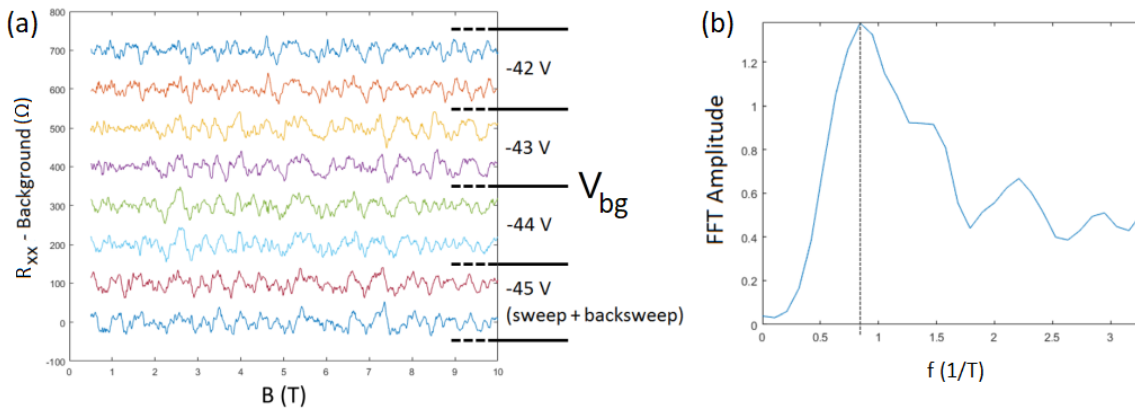 (a)
800
700
600
500
400
300
200
100
0
-100
0 1 2 3 4 5 6 7 8 9 10
R_xx - Background (Ω)
B (T)
-42 V
-43 V
-44 V
-45 V
(sweep + backsweep)
V_bg
(b)
1.2
1
0.8
0.6
0.4
0.2
0
0 0.5 1 1.5 2 2.5 3
FFT Amplitude
f (1/T)